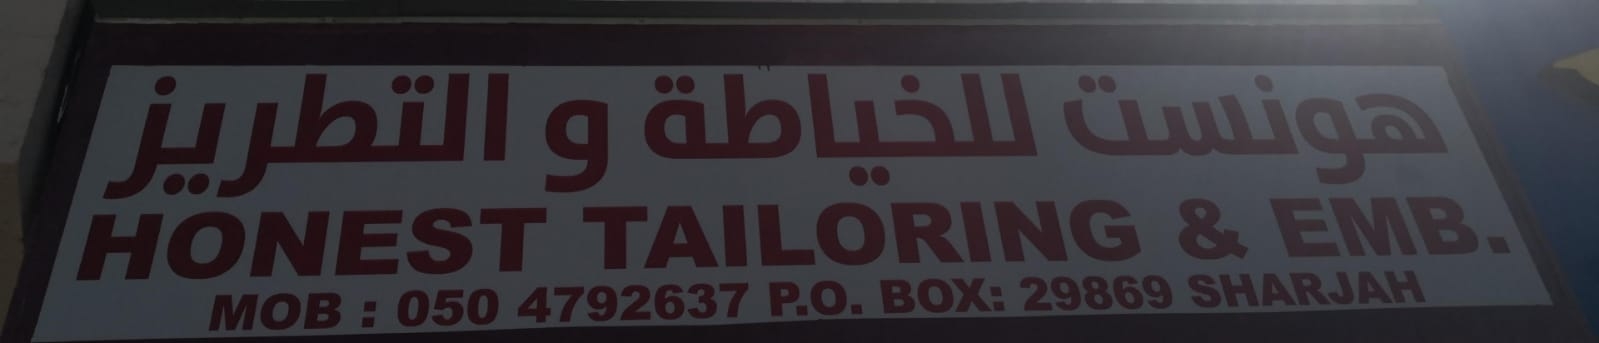 هونست للخياطة و التطريز
HONEST TAILORING & EMB.
MOB : 050 4792637 P.O. BOX: 29869 SHARJAH